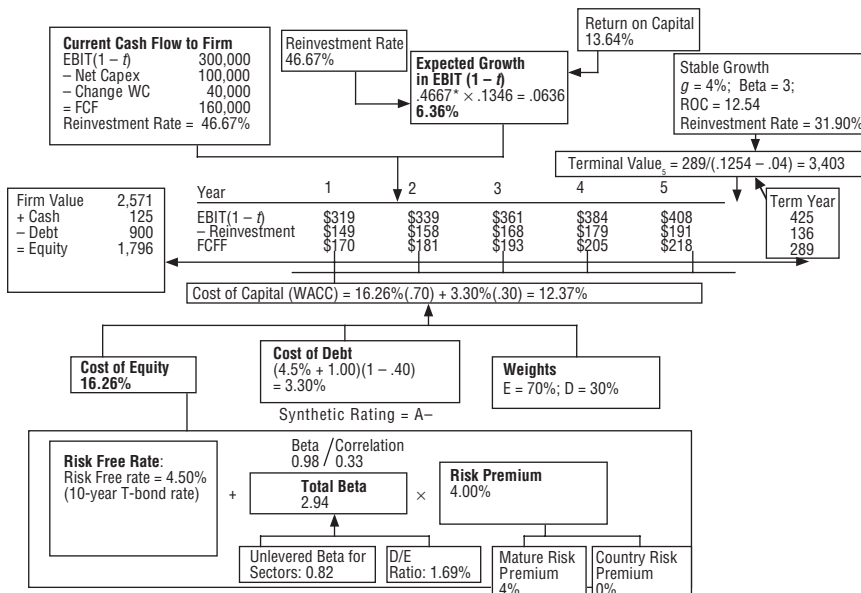 Current Cash Flow to Firm
EBIT(1 – t) 300,000
– Net Capex 100,000
– Change WC 40,000
= FCF 160,000
Reinvestment Rate = 46.67%
Reinvestment Rate
46.67%
Expected Growth
in EBIT (1 – t)
.4667* × .1346 = .0636
6.36%
Return on Capital
13.64%
Stable Growth
g = 4%; Beta = 3;
ROC = 12.54
Reinvestment Rate = 31.90%
Terminal Value5 = 289/(.1254 – .04) = 3,403
Firm Value 2,571
+ Cash 125
– Debt 900
= Equity 1,796
Year 1 2 3 4 5
EBIT(1 – t) $319 $339 $361 $384 $408
– Reinvestment $149 $158 $168 $179 $191
FCFF $170 $181 $193 $205 $218
Term Year
425
136
289
Cost of Capital (WACC) = 16.26%(.70) + 3.30%(.30) = 12.37%
Cost of Equity
16.26%
Cost of Debt
(4.5% + 1.00)(1 – .40)
= 3.30%
Synthetic Rating = A–
Weights
E = 70%; D = 30%
Risk Free Rate:
Risk Free rate = 4.50%
(10-year T-bond rate)
+
Beta / Correlation
0.98 / 0.33
Total Beta
2.94
×
Risk Premium
4.00%
Unlevered Beta for
Sectors: 0.82
D/E
Ratio: 1.69%
Mature Risk
Premium
4%
Country Risk
Premium
0%